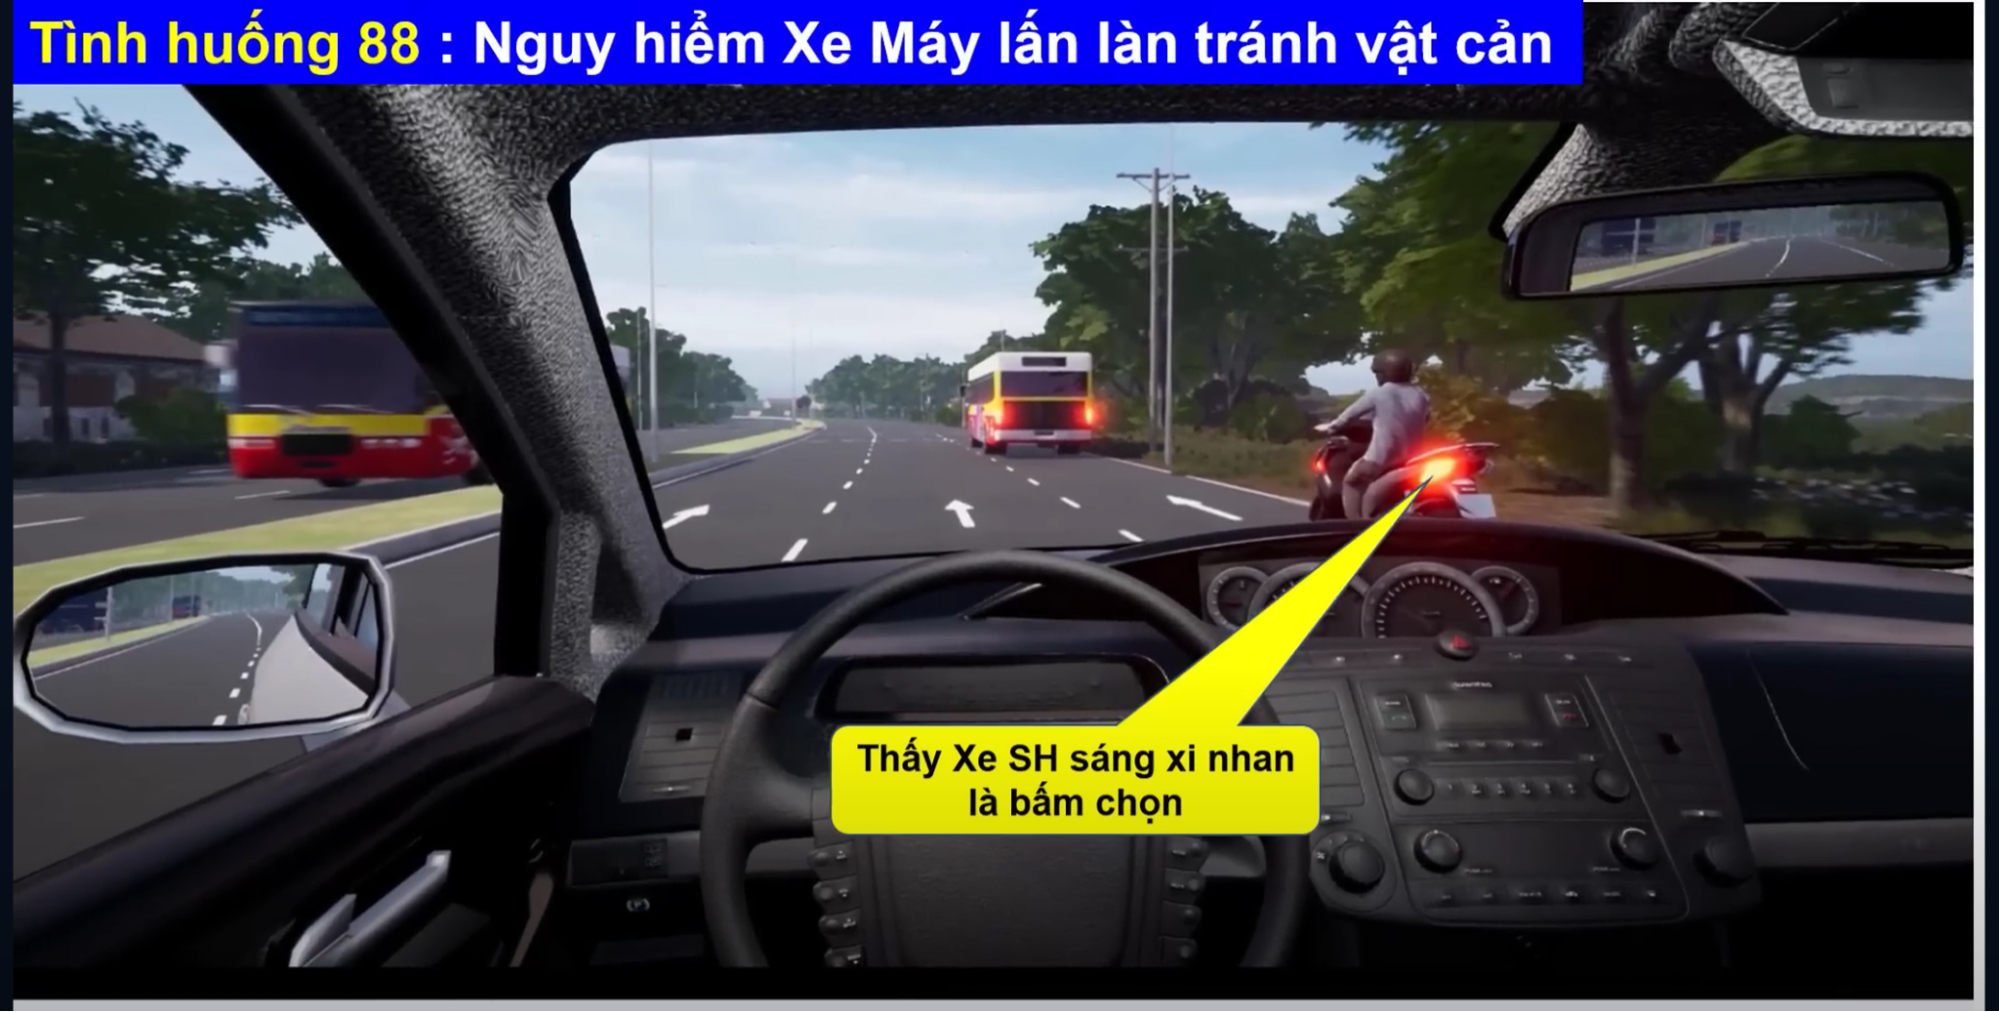 Tình huống 88 : Nguy hiểm Xe Máy lấn làn tránh vật cản
Thấy Xe SH sáng xi nhan
là bấm chọn